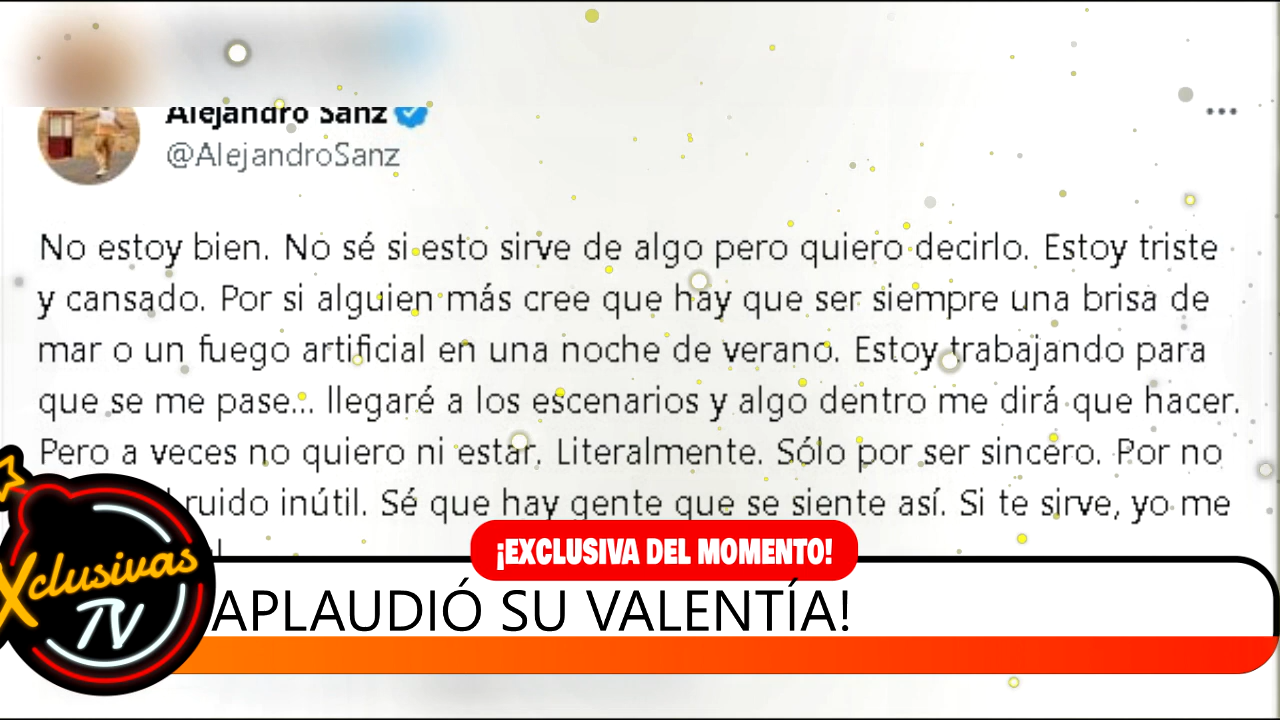 Alejandro Sanz
@AlejandroSanz
No estoy bien. No sé si esto sirve de algo pero quiero decirlo. Estoy triste
y cansado. Por si alguien más cree que hay que ser siempre una brisa de
mar o un fuego artificial en una noche de verano. Estoy trabajando para
que se me pase... llegaré a los escenarios y algo dentro me dirá que hacer.
Pero a veces no quiero ni estar. Literalmente. Sólo por ser sincero. Por no
ruido inútil. Sé que hay gente que se siente así. Si te sirve, yo me
¡EXCLUSIVA DEL MOMENTO!
APLAUDIÓ SU VALENTÍA!
Xclusivas
TV